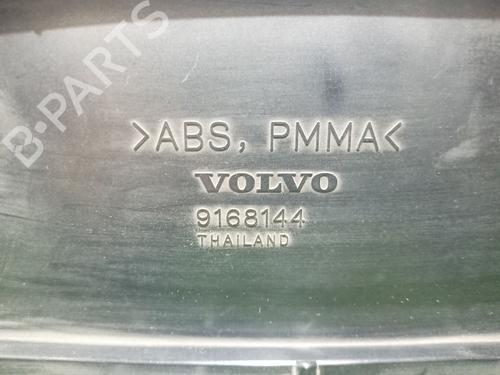 B-PARTS
>ABS, PMMA<
VOLVO
9168144
THAILAND